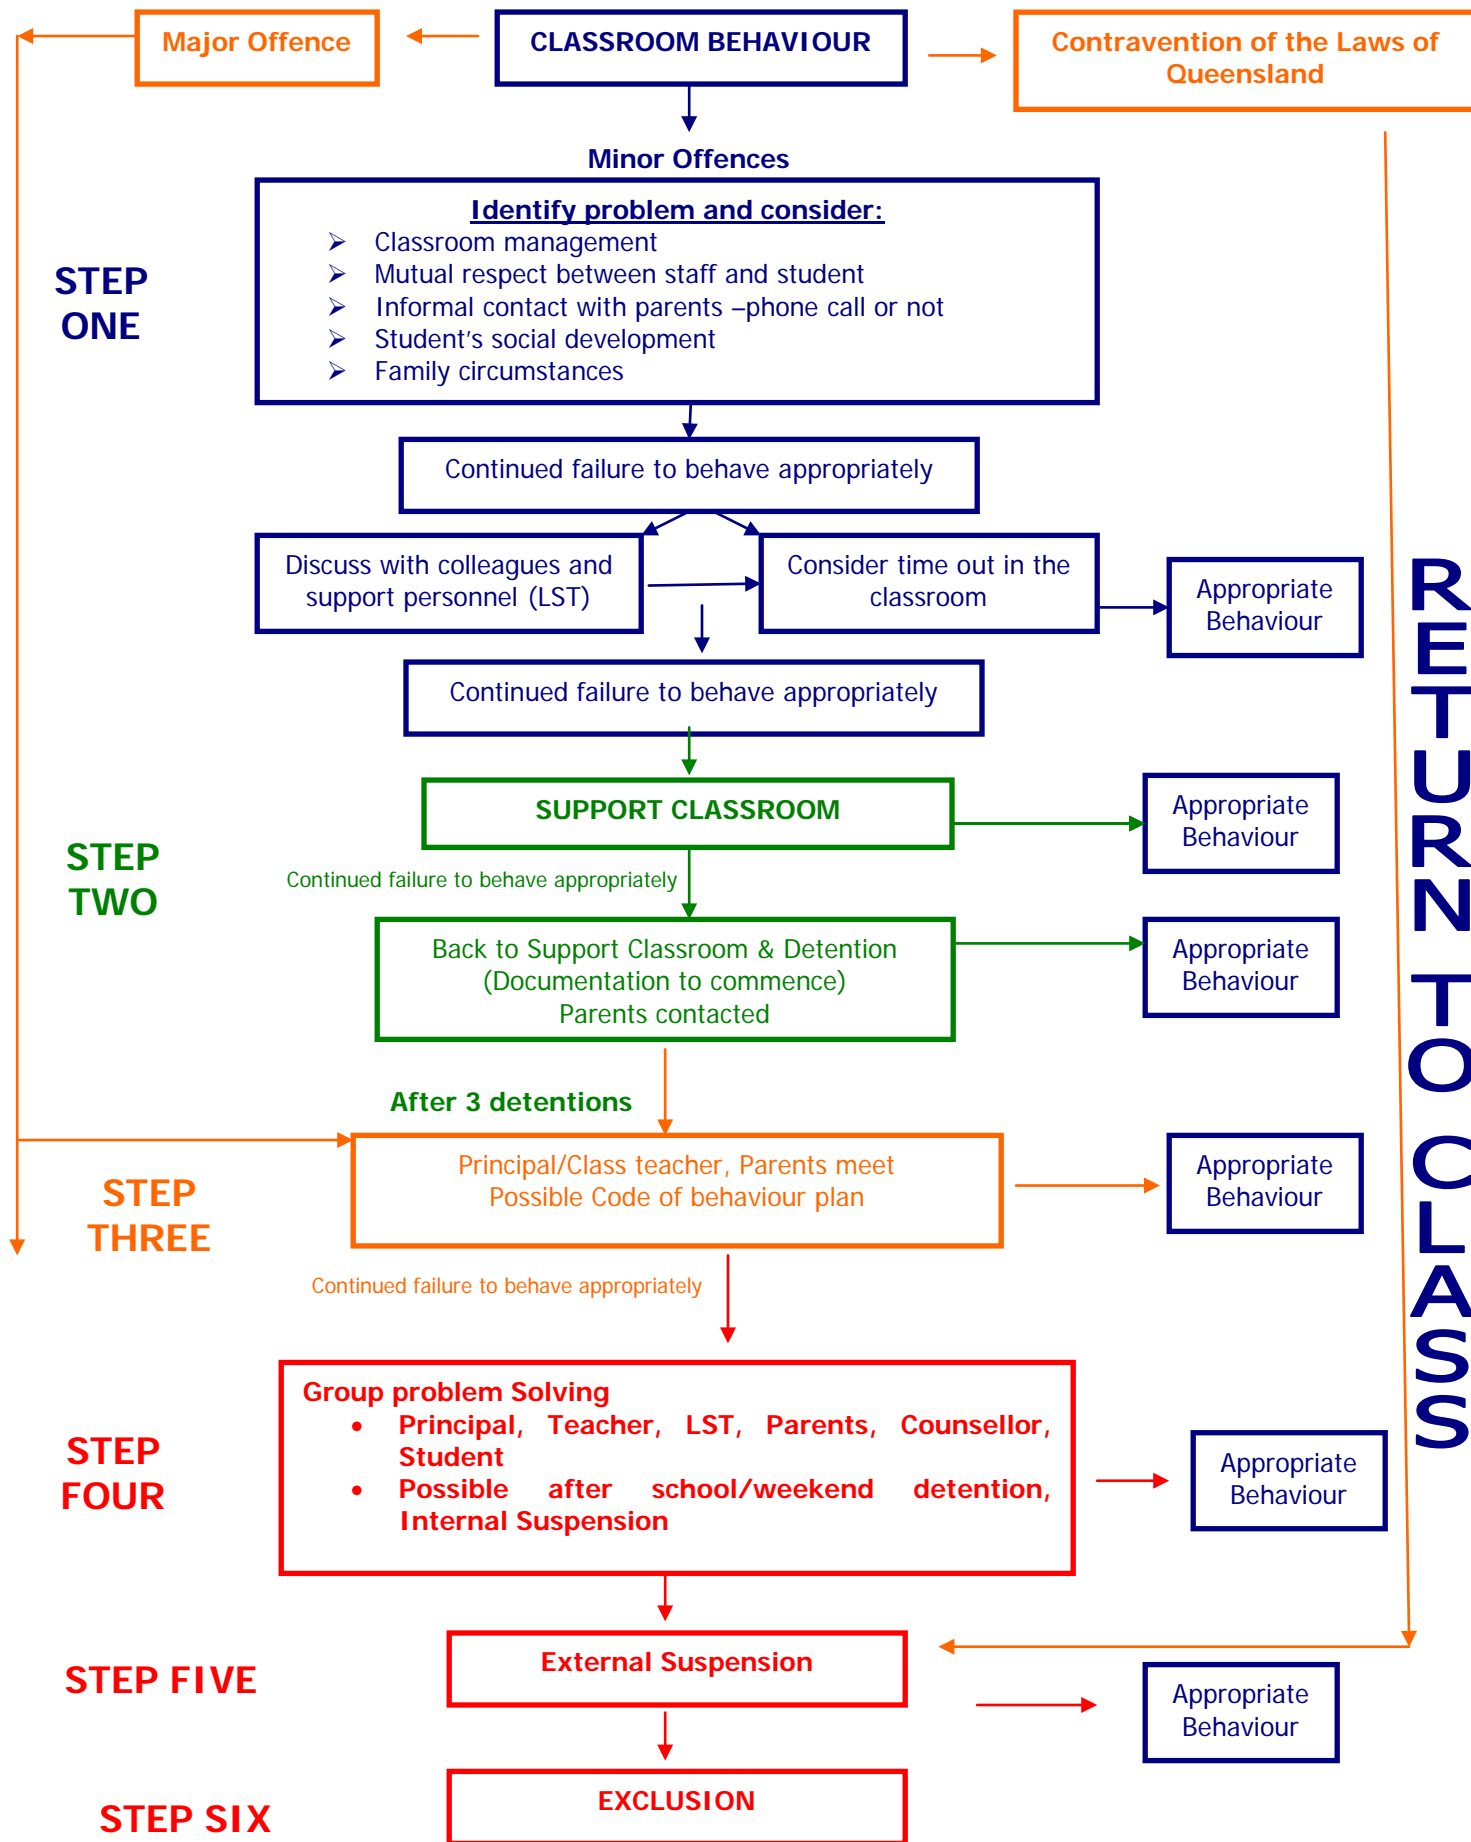 Major Offence
CLASSROOM BEHAVIOUR
Contravention of the Laws of
Queensland
Minor Offences
STEP
ONE
Identify problem and consider:
➢ Classroom management
➢ Mutual respect between staff and student
➢ Informal contact with parents –phone call or not
➢ Student's social development
➢ Family circumstances
Continued failure to behave appropriately
Discuss with colleagues and
support personnel (LST)
Consider time out in the
classroom
Appropriate
Behaviour
Continued failure to behave appropriately
STEP
TWO
SUPPORT CLASSROOM
Appropriate
Behaviour
Continued failure to behave appropriately
Back to Support Classroom & Detention
(Documentation to commence)
Parents contacted
Appropriate
Behaviour
After 3 detentions
STEP
THREE
Principal/Class teacher, Parents meet
Possible Code of behaviour plan
Appropriate
Behaviour
Continued failure to behave appropriately
STEP
FOUR
Group problem Solving
• Principal, Teacher, LST, Parents, Counsellor,
Student
• Possible after school/weekend detention,
Internal Suspension
Appropriate
Behaviour
STEP FIVE
External Suspension
Appropriate
Behaviour
STEP SIX
EXCLUSION
RETURN TO CLASS